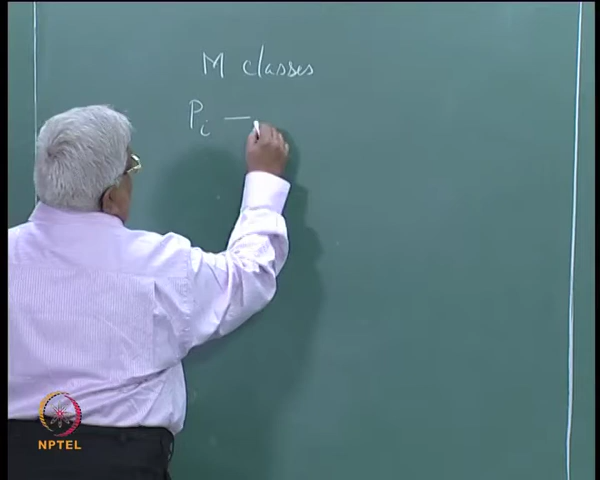 M classes
Pi —
NPTEL